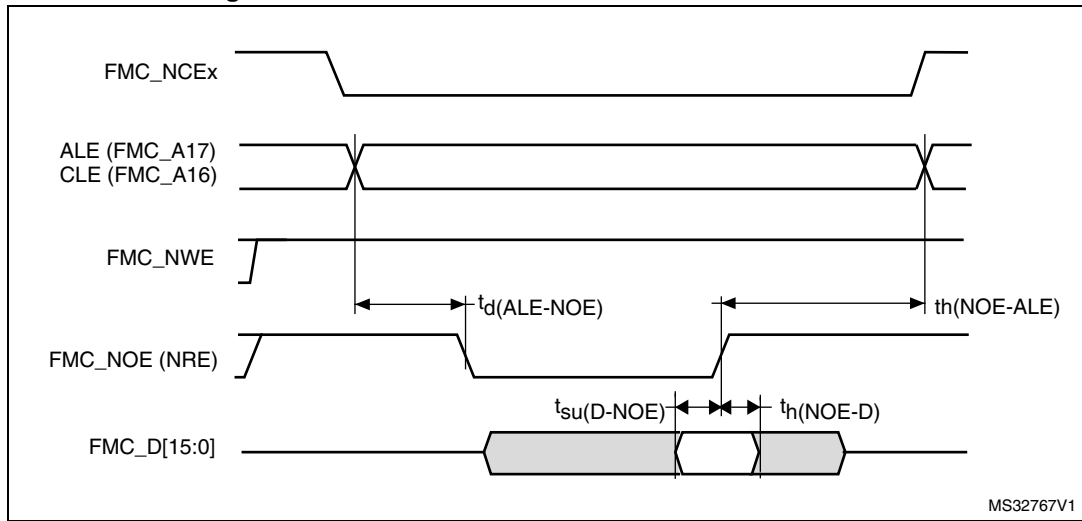 FMC_NCEx
ALE (FMC_A17)
CLE (FMC_A16)
FMC_NWE
td(ALE-NOE)
th(NOE-ALE)
FMC_NOE (NRE)
tsu(D-NOE)
th(NOE-D)
FMC_D[15:0]
MS32767V1